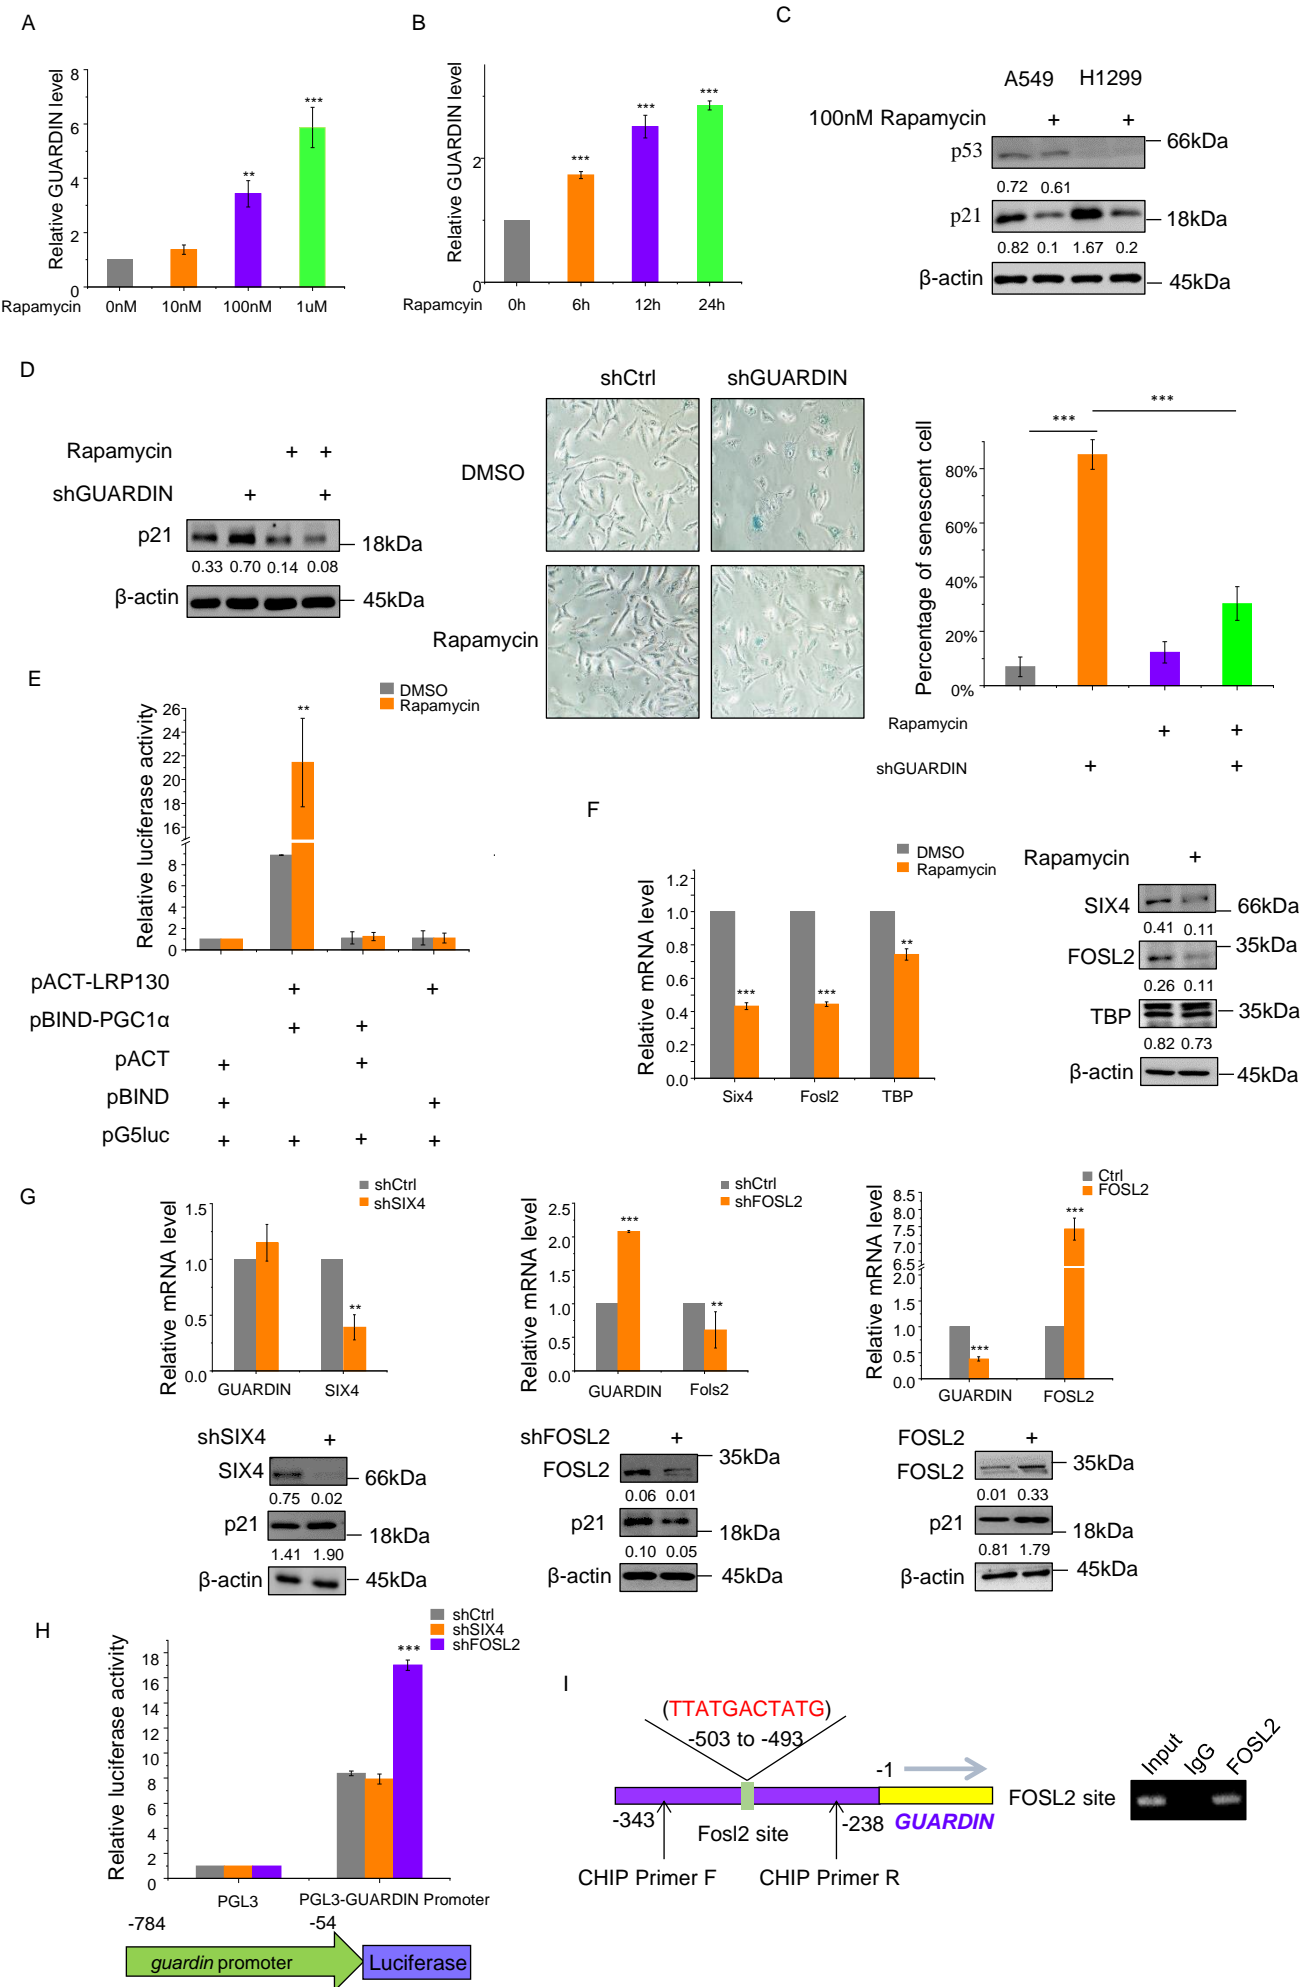 A
Relative GUARDIN level
8
6
4
2
0
**
***
Rapamycin
0nM
10nM
100nM
1uM
B
Relative GUARDIN level
2
0
***
***
***
Rapamcyin
0h
6h
12h
24h
C
A549
H1299
100nM Rapamycin
+
+
p53
66kDa
0.72
0.61
p21
18kDa
0.82
0.1
1.67
0.2
β-actin
45kDa
D
Rapamycin
+
+
shGUARDIN
+
+
p21
18kDa
0.33
0.70
0.14
0.08
β-actin
45kDa
shCtrl
shGUARDIN
DMSO
Rapamycin
Percentage of senescent cell
80%
60%
40%
20%
0%
***
***
Rapamycin
+
+
shGUARDIN
+
+
E
DMSO
Rapamycin
Relative luciferase activity
26
24
22
20
18
16
8
6
4
2
0
**
pACT-LRP130
+
+
pBIND-PGC1α
+
+
pACT
+
+
pBIND
+
+
pG5luc
+
+
+
+
F
DMSO
Rapamycin
Relative mRNA level
1.2
1.0
0.8
0.6
0.4
0.2
0.0
***
***
**
Six4
Fosl2
TBP
Rapamycin
+
SIX4
66kDa
0.41
0.11
FOSL2
35kDa
0.26
0.11
TBP
35kDa
0.82
0.73
β-actin
45kDa
G
shCtrl
shSIX4
Relative mRNA level
1.5
1.0
0.5
0.0
**
GUARDIN
SIX4
shSIX4
+
SIX4
66kDa
0.75
0.02
p21
18kDa
1.41
1.90
β-actin
45kDa
shCtrl
shFOSL2
Relative mRNA level
2.5
2.0
1.5
1.0
0.5
0.0
***
**
GUARDIN
Fols2
shFOSL2
+
FOSL2
35kDa
0.06
0.01
p21
18kDa
0.10
0.05
β-actin
45kDa
Ctrl
FOSL2
Relative mRNA level
8.5
8.0
7.5
7.0
6.5
2.0
1.5
1.0
0.5
0.0
***
***
GUARDIN
FOSL2
FOSL2
+
FOSL2
35kDa
0.01
0.33
p21
18kDa
0.81
1.79
β-actin
45kDa
H
shCtrl
shSIX4
shFOSL2
Relative luciferase activity
18
16
14
12
10
8
6
4
2
0
***
PGL3
PGL3-GUARDIN Promoter
-784
-54
guardin promoter
Luciferase
I
(TTATGACTATG)
-503 to -493
-1
-343
Fosl2 site
-238
GUARDIN
CHIP Primer F
CHIP Primer R
Input
IgG
FOSL2
FOSL2 site